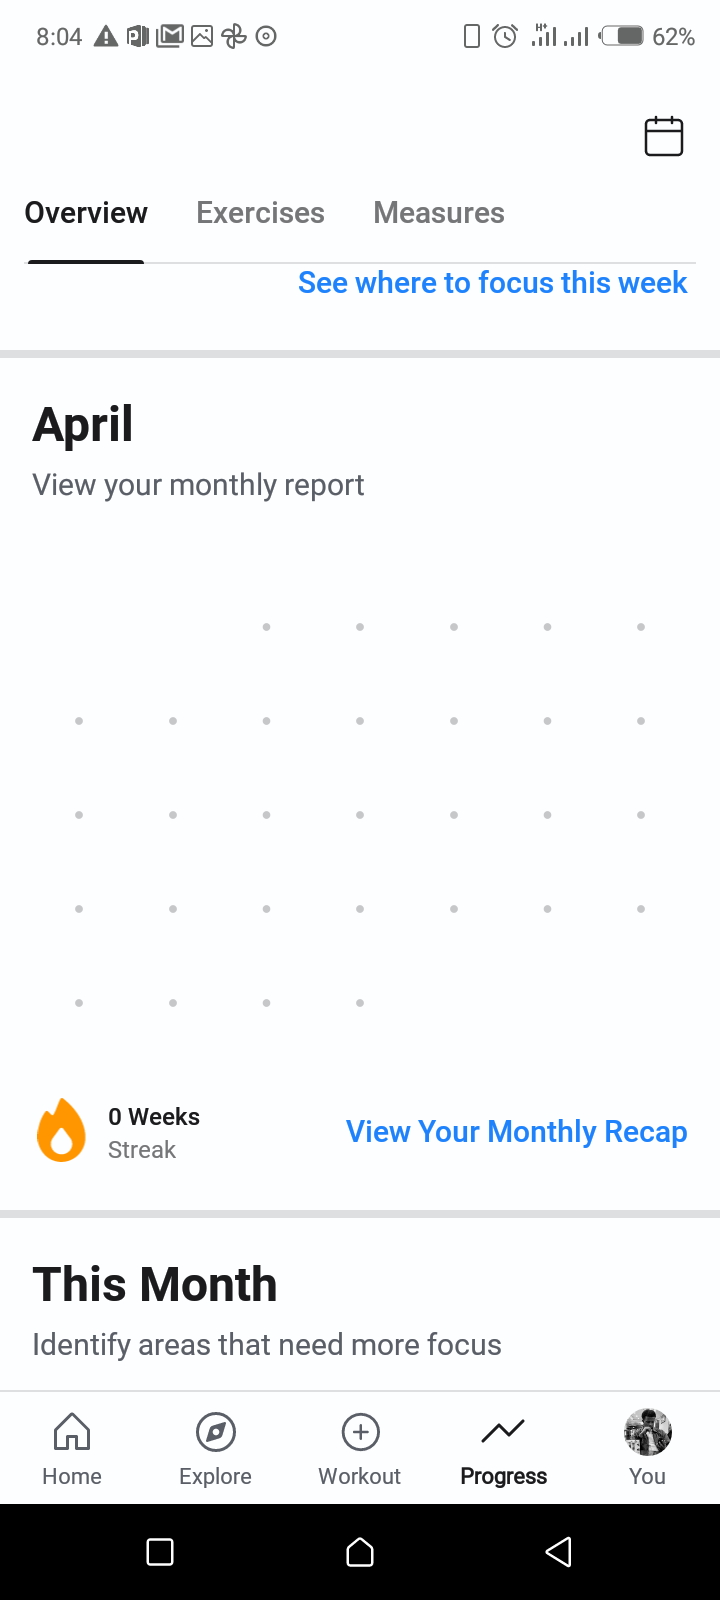 8:04 62%
Overview Exercises Measures
See where to focus this week
April
View your monthly report
0 Weeks
Streak
View Your Monthly Recap
This Month
Identify areas that need more focus
Home Explore Workout Progress You